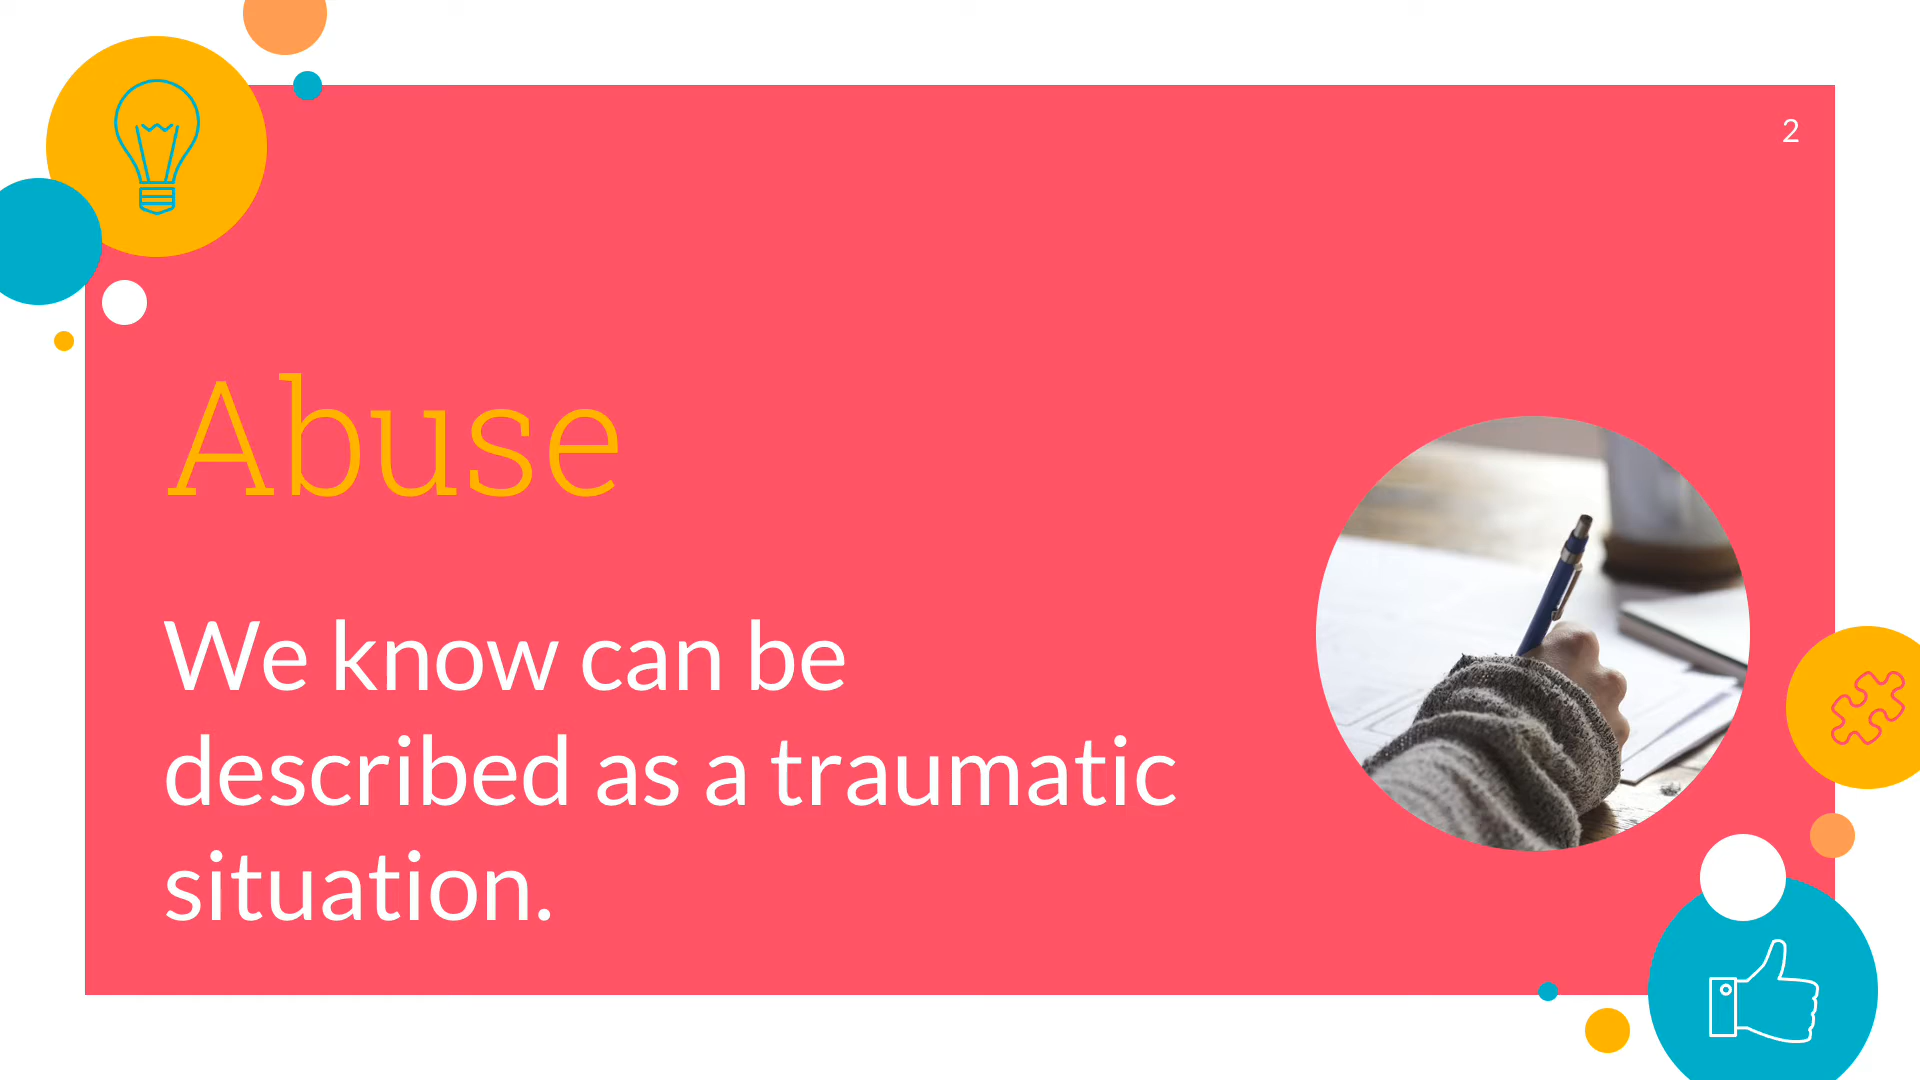 2
Abuse
We know can be
described as a traumatic
situation.